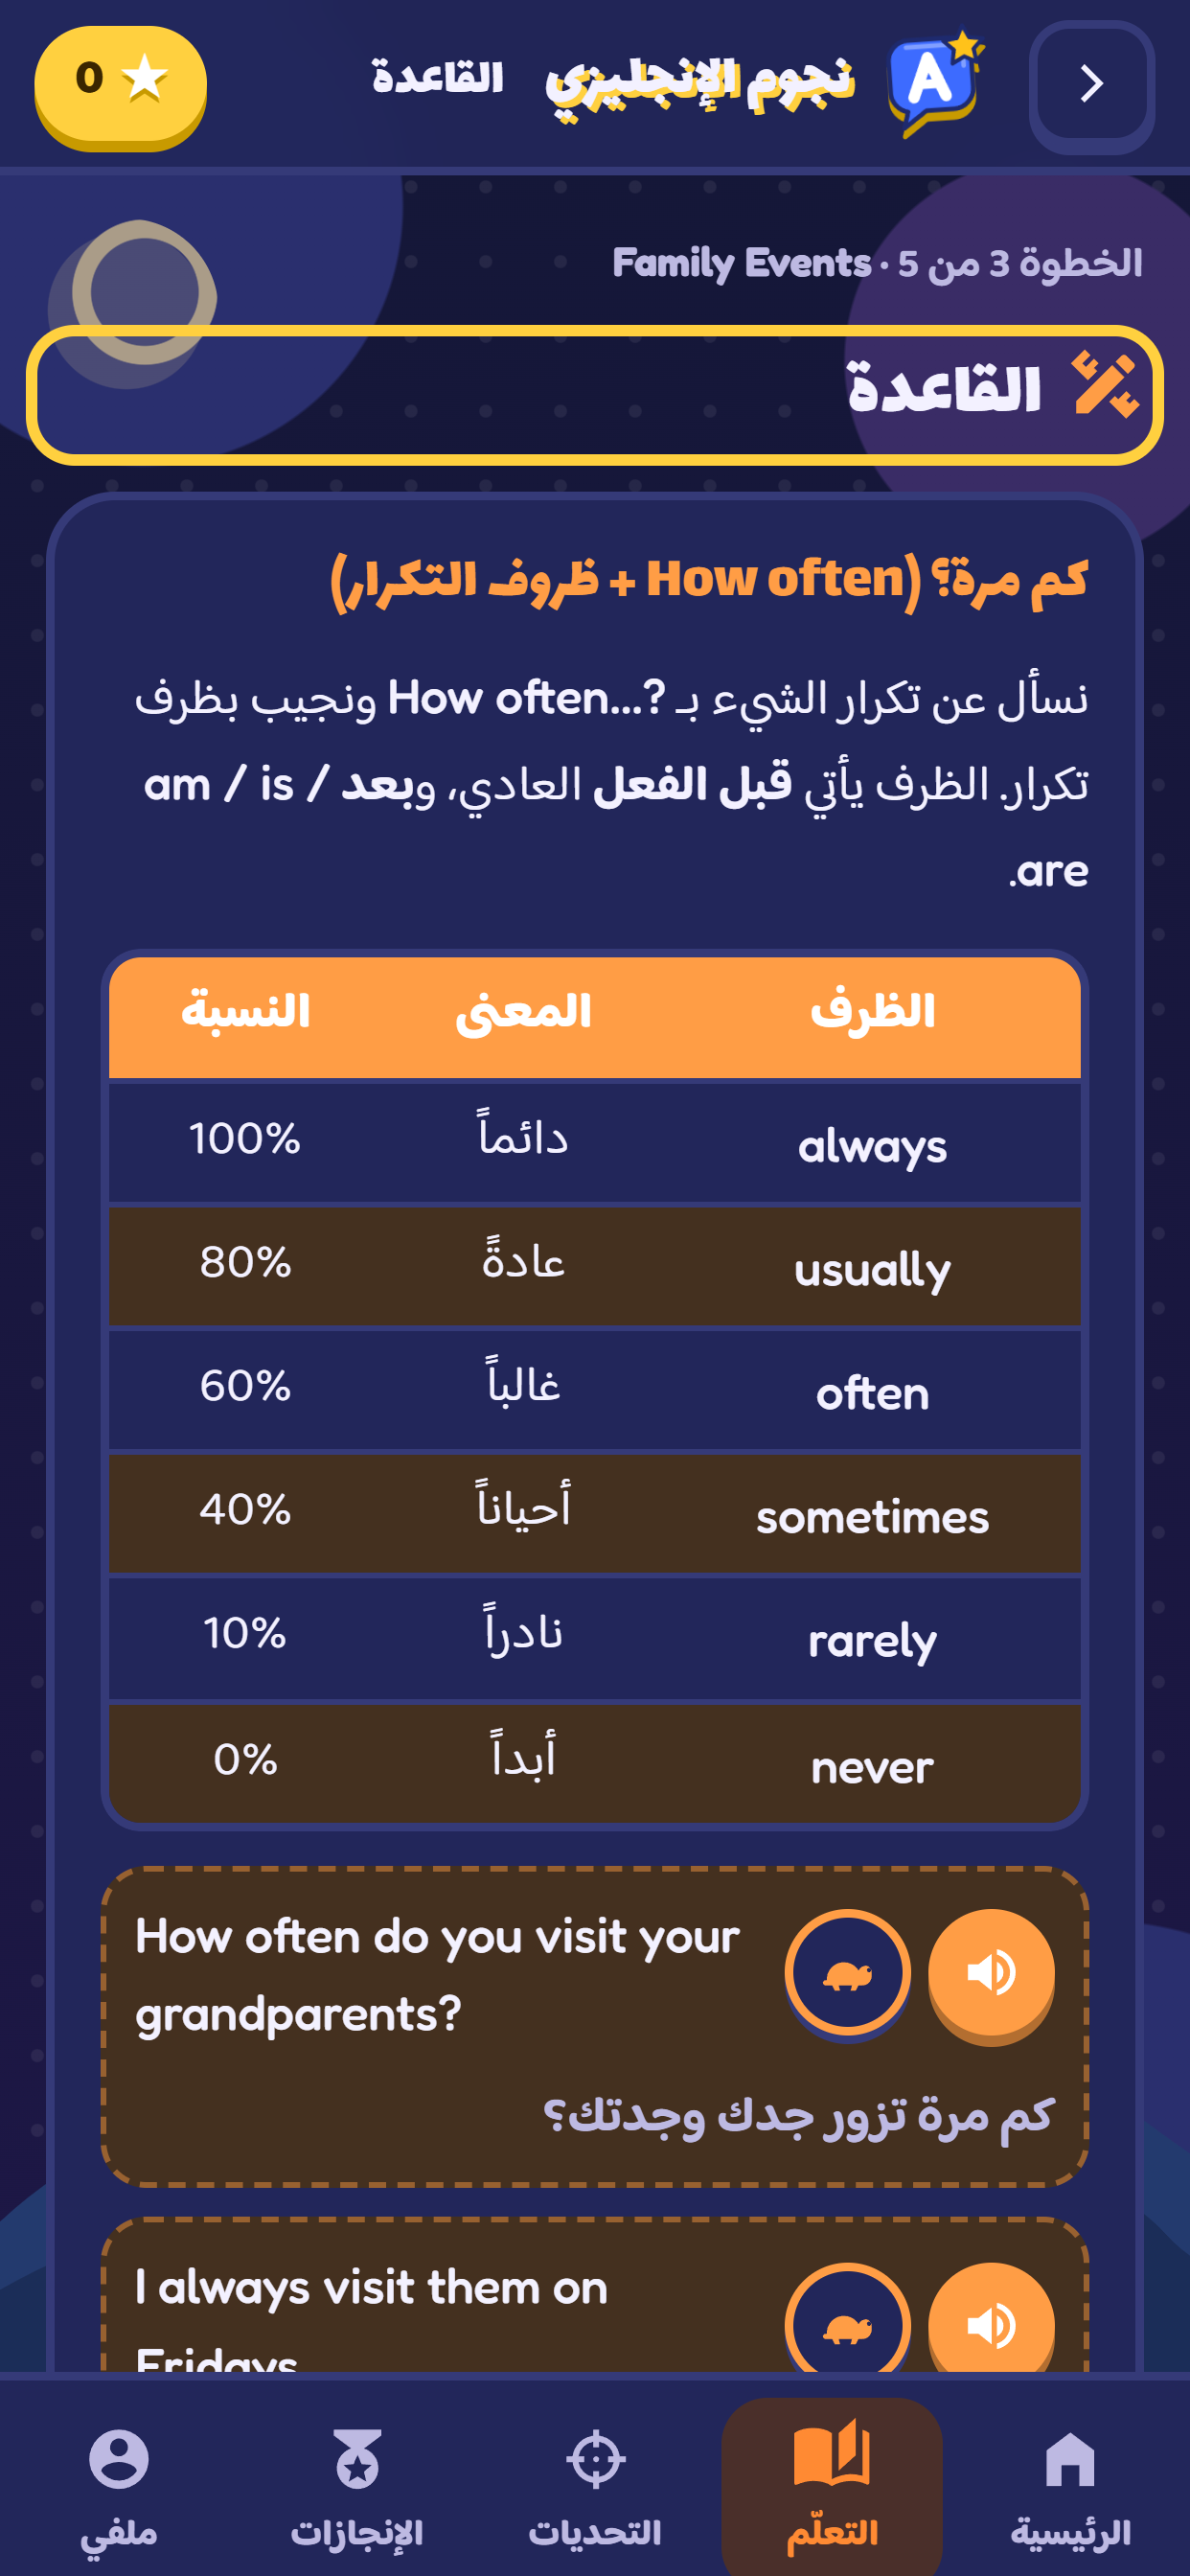 نجوم الإنجليزي القاعدة 0
الخطوة 3 من 5 · Family Events
القاعدة
كم مرة؟ (How often + ظروف التكرار)
نسأل عن تكرار الشيء بـ How often...? ونجيب بظرف
تكرار. الظرف يأتي قبل الفعل العادي، وبعد am / is /
are.
الظرف المعنى النسبة
always دائماً 100%
usually عادةً 80%
often غالباً 60%
sometimes أحياناً 40%
rarely نادراً 10%
never أبداً 0%
How often do you visit your
grandparents?
كم مرة تزور جدك وجدتك؟
I always visit them on
Fridays
الرئيسية التعلّم التحديات الإنجازات ملفي